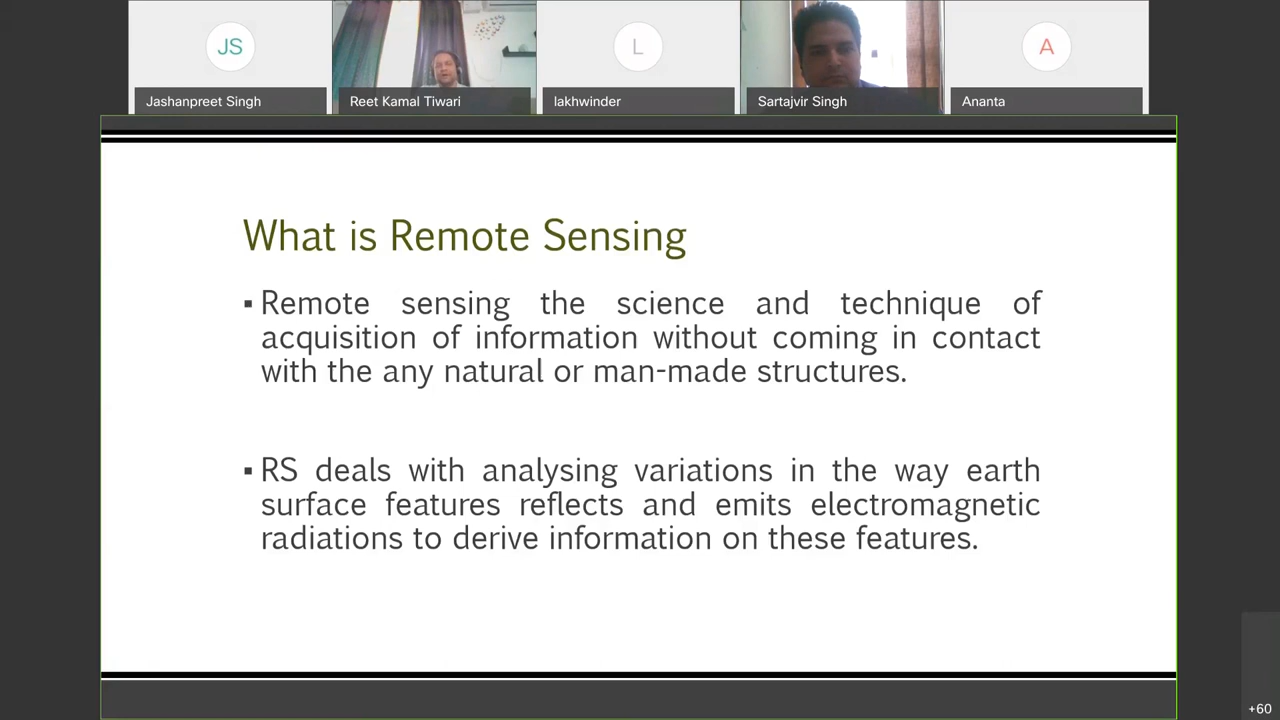 JS
L
A
Jashanpreet Singh
Reet Kamal Tiwari
lakhwinder
Sartajvir Singh
Ananta
What is Remote Sensing
▪ Remote sensing the science and technique of
acquisition of information without coming in contact
with the any natural or man-made structures.
▪ RS deals with analysing variations in the way earth
surface features reflects and emits electromagnetic
radiations to derive information on these features.
+60